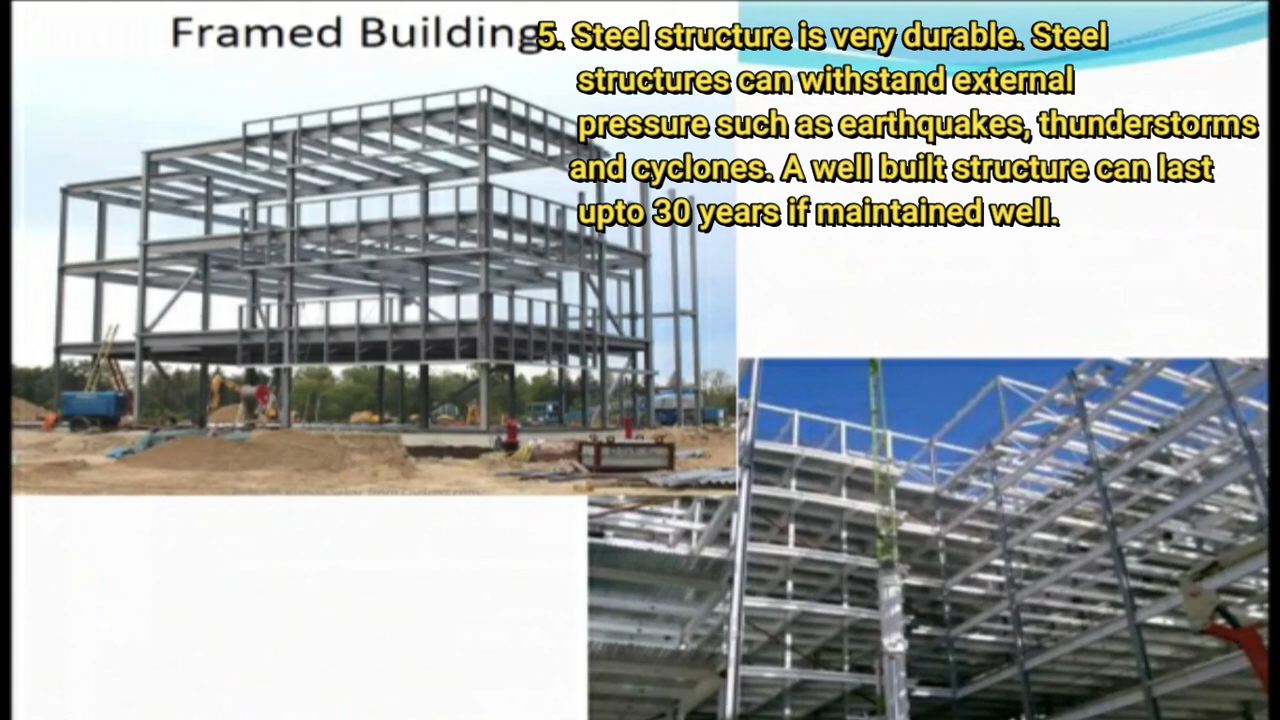 Framed Building
5. Steel structure is very durable. Steel
structures can withstand external
pressure such as earthquakes, thunderstorms
and cyclones. A well built structure can last
upto 30 years if maintained well.